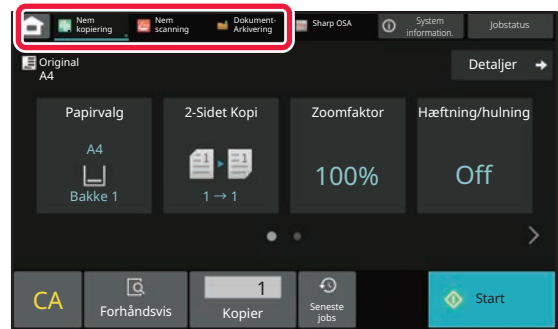 Nem
kopiering
Nem
scanning
Dokument-
Arkivering
Sharp OSA
System
information.
Jobstatus
Original
A4
Detaljer
Papirvalg
A4
Bakke 1
2-Sidet Kopi
1 → 1
Zoomfaktor
100%
Hæftning/hulning
Off
CA
Forhåndsvis
1
Kopier
Seneste
jobs
Start